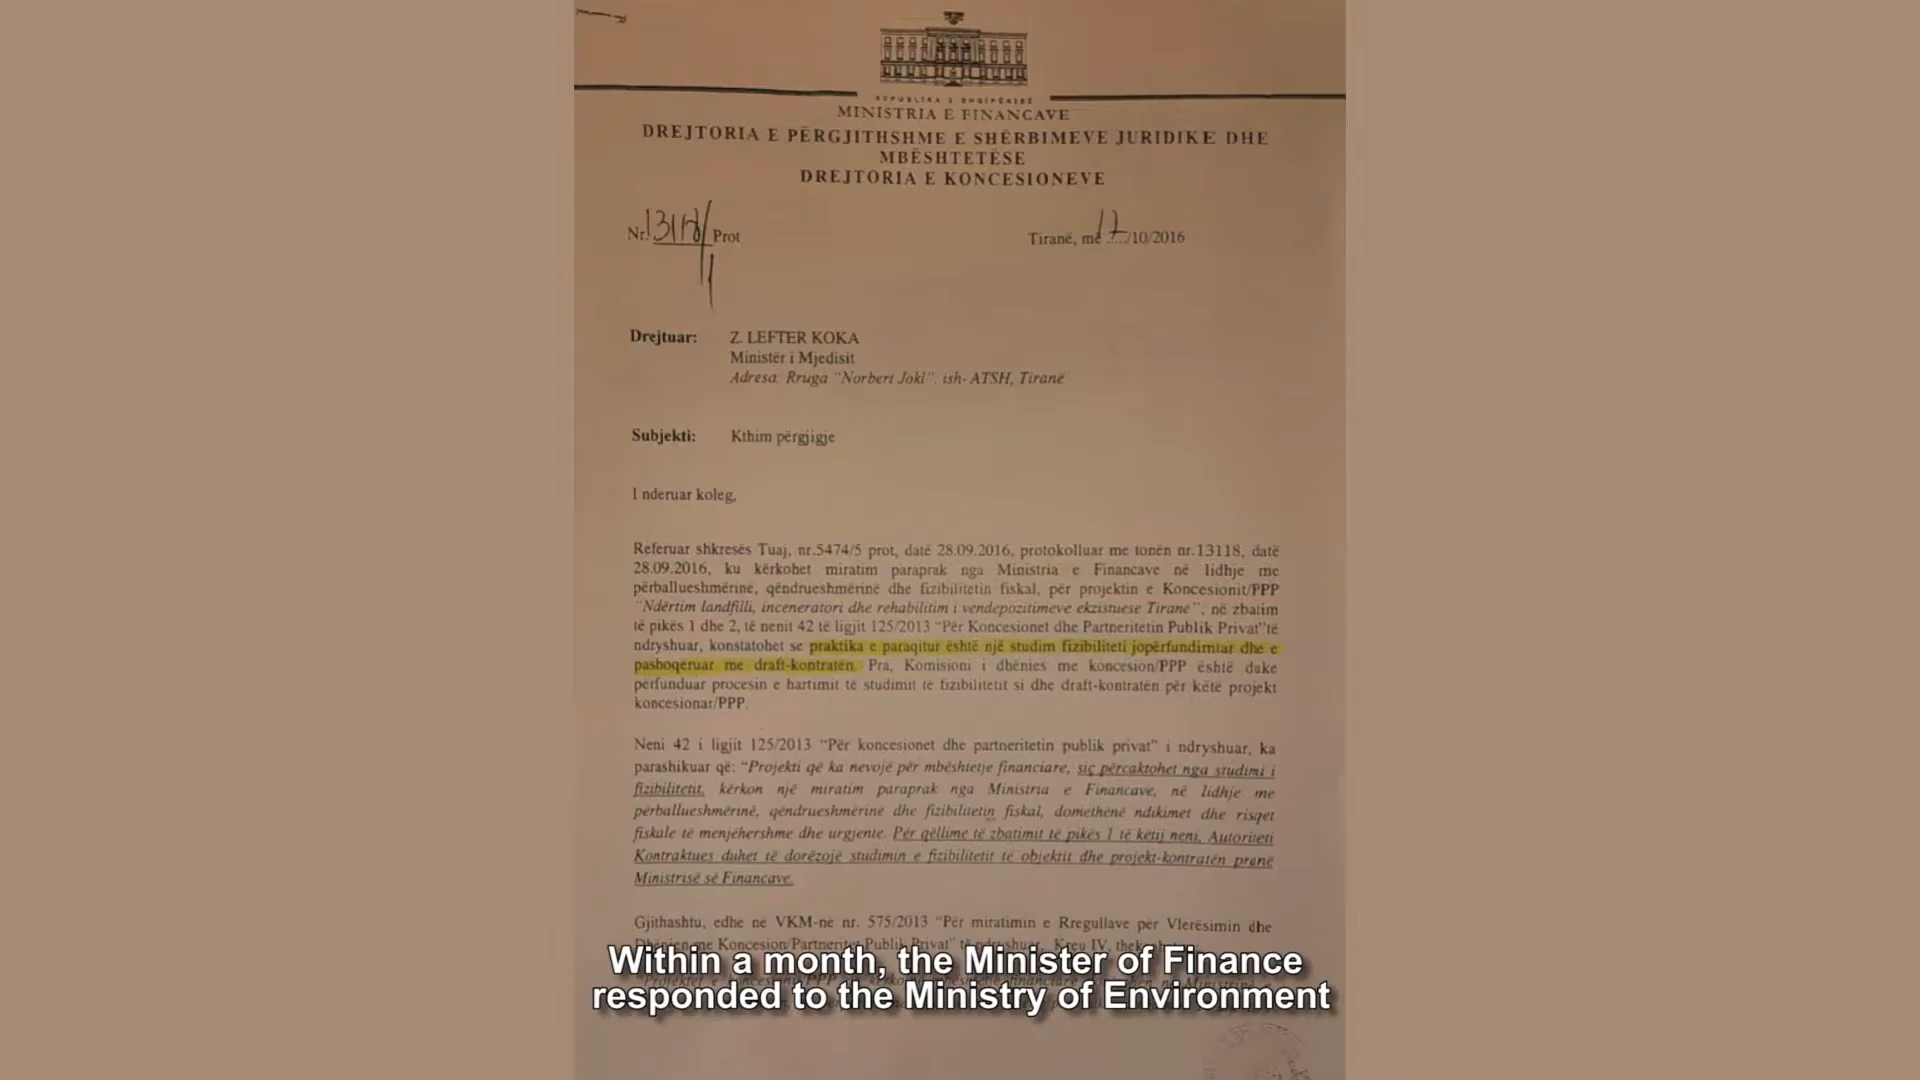 REPUBLIKA E SHQIPËRISË
MINISTRIA E FINANCAVE
DREJTORIA E PËRGJITHSHME E SHËRBIMEVE JURIDIKE DHE
MBËSHTETËSE
DREJTORIA E KONCESIONEVE
Nr. 13118/1 Prot
Tiranë, më 17/10/2016
Drejtuar: Z. LEFTER KOKA
Ministër i Mjedisit
Adresa: Rruga "Norbert Jokl". ish- ATSH, Tiranë
Subjekti: Kthim përgjigje
I nderuar koleg,
Referuar shkresës Tuaj, nr.5474/5 prot, datë 28.09.2016, protokolluar me tonën nr.13118, datë
28.09.2016, ku kërkohet miratim paraprak nga Ministria e Financave në lidhje me
përballueshmërinë, qëndrueshmërinë dhe fizibilitetin fiskal, për projektin e Koncesionit/PPP
"Ndërtim landfilli, inceneratori dhe rehabilitim i vendepozitimeve ekzistuese Tiranë", në zbatim
të pikës 1 dhe 2, të nenit 42 të ligjit 125/2013 "Për Koncesionet dhe Partneritetin Publik Privat"të
ndryshuar, konstatohet se praktika e paraqitur është një studim fizibiliteti jopërfundimtar dhe e
pashoqëruar me draft-kontratën. Pra, Komisioni i dhënies me koncesion/PPP është duke
përfunduar procesin e hartimit të studimit të fizibilitetit si dhe draft-kontratën për këtë projekt
koncesionar/PPP.
Neni 42 i ligjit 125/2013 "Për koncesionet dhe partneritetin publik privat" i ndryshuar, ka
parashikuar që: "Projekti që ka nevojë për mbështetje financiare, siç përcaktohet nga studimi i
fizibilitetit, kërkon një miratim paraprak nga Ministria e Financave, në lidhje me
përballueshmërinë, qëndrueshmërinë dhe fizibilitetin fiskal, domethënë ndikimet dhe risqet
fiskale të menjëhershme dhe urgjente. Për qëllime të zbatimit të pikës 1 të këtij neni, Autoriteti
Kontraktues duhet të dorëzojë studimin e fizibilitetit të objektit dhe projekt-kontratën pranë
Ministrisë së Financave.
Gjithashtu, edhe në VKM-në nr. 575/2013 "Për miratimin e Rregullave për Vlerësimin dhe
Dhënien me Koncesion/Partneritet Publik Privat" të ndryshuar, Kreu IV,
Within a month, the Minister of Finance
responded to the Ministry of Environment